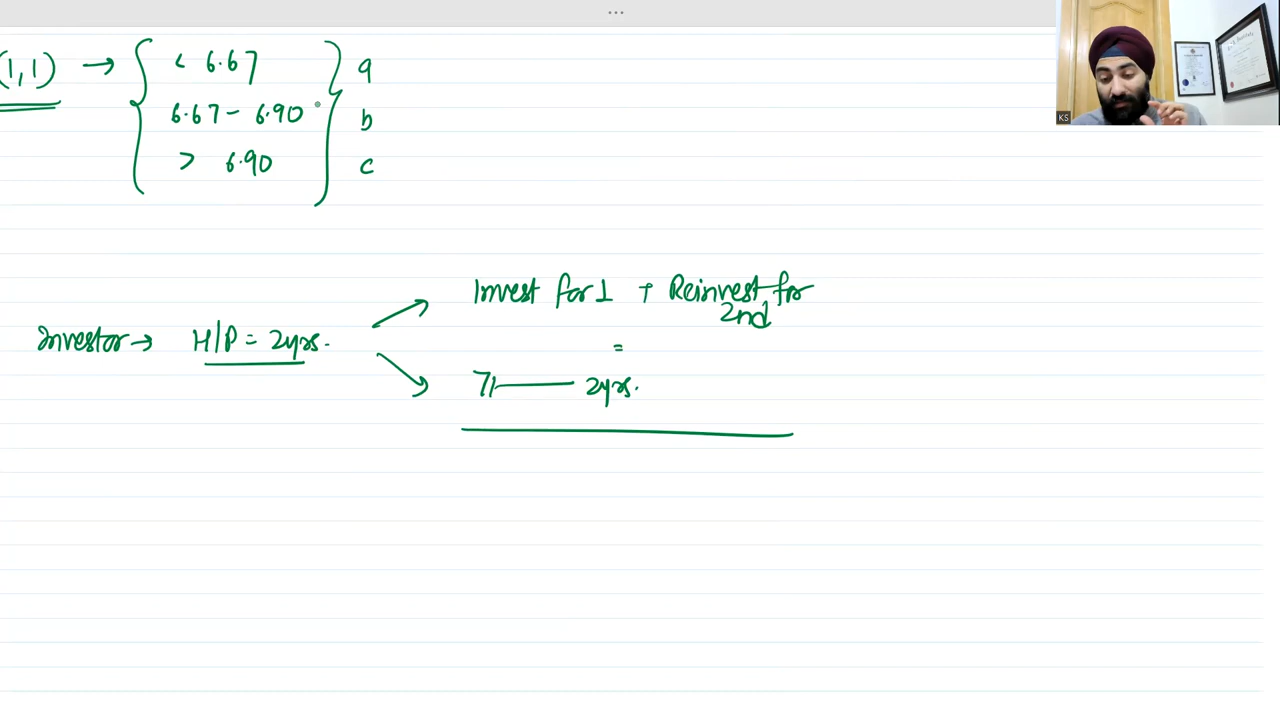 (1,1) → < 6.67 a
6.67 - 6.90 b
> 6.90 c
Invest for 1 + Reinvest for
2nd
Investor → H/P = 2yrs.
=
2yrs.
KS